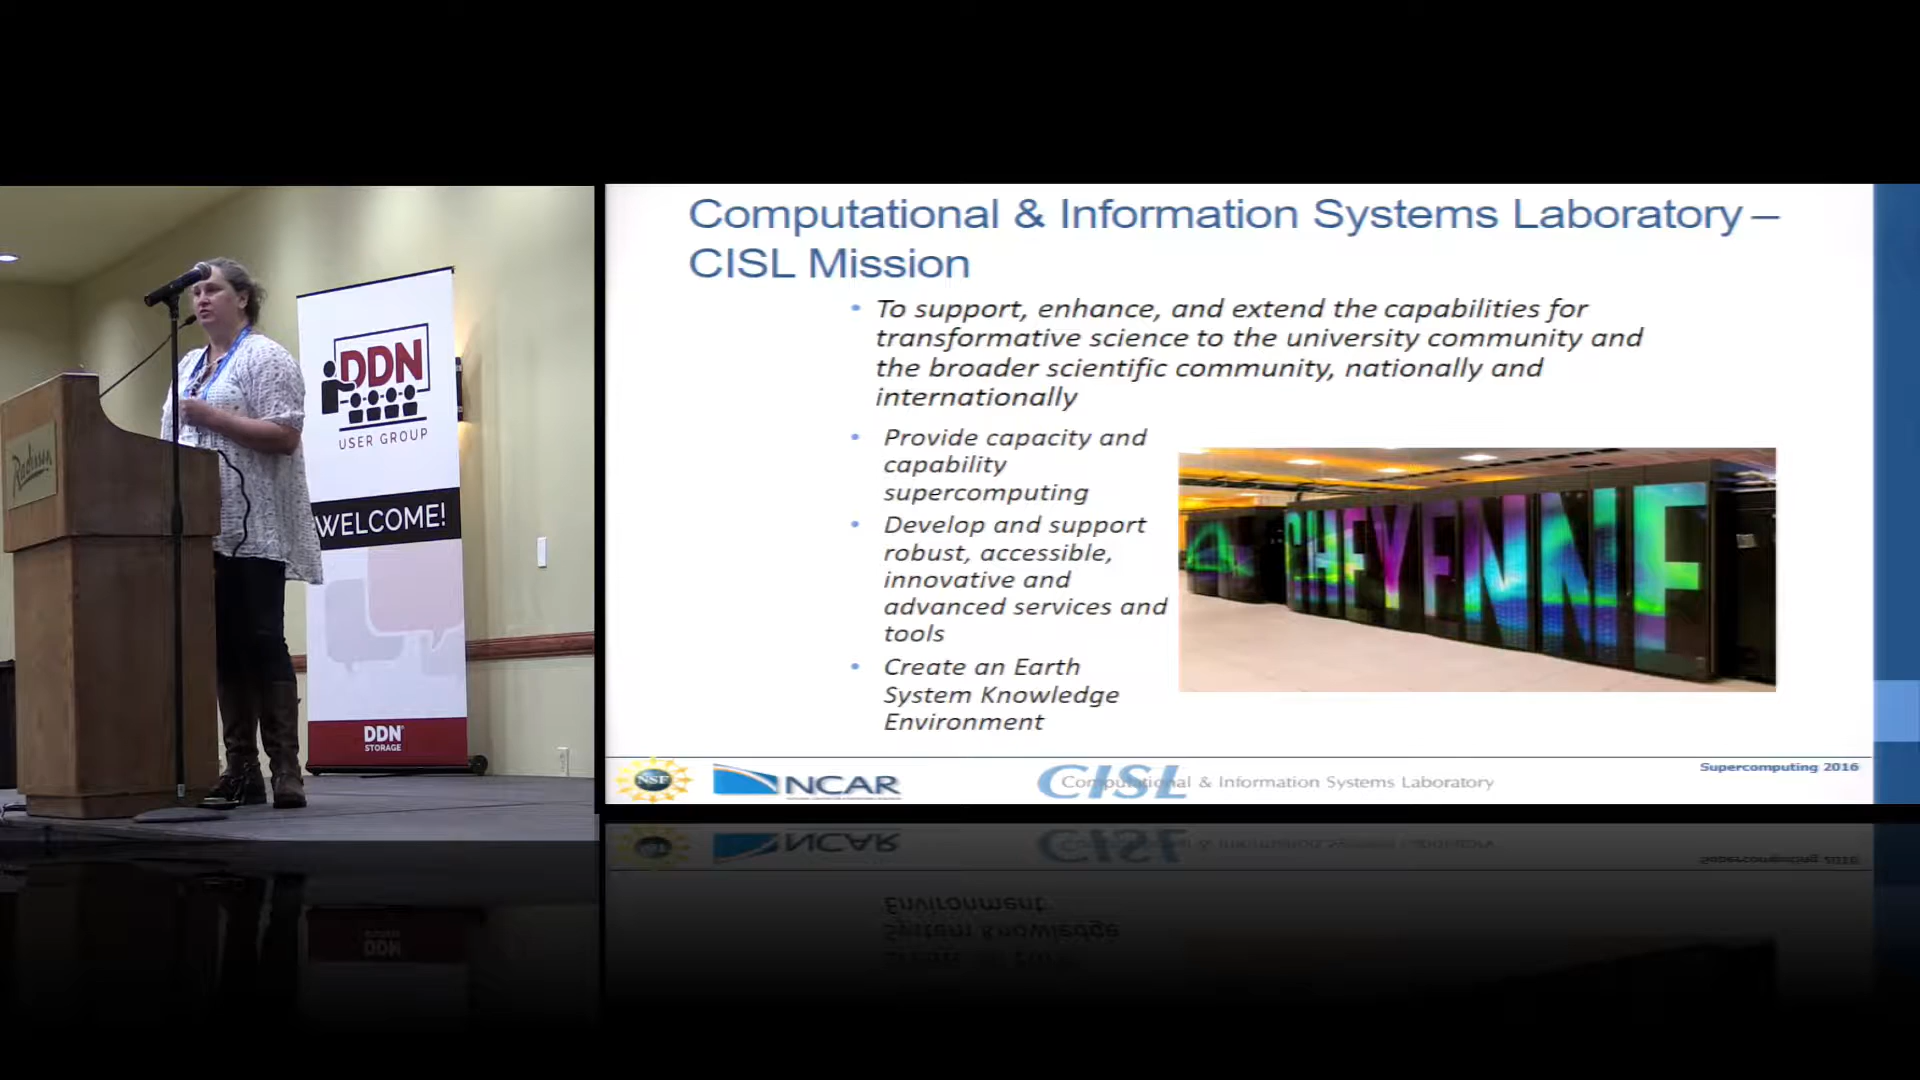 Radisson
DDN
USER GROUP
WELCOME!
DDN
STORAGE
Computational & Information Systems Laboratory –
CISL Mission
• To support, enhance, and extend the capabilities for
transformative science to the university community and
the broader scientific community, nationally and
internationally
• Provide capacity and
capability
supercomputing
• Develop and support
robust, accessible,
innovative and
advanced services and
tools
• Create an Earth
System Knowledge
Environment
CHEYENNE
NSF
NCAR
CISL
Computational & Information Systems Laboratory
Supercomputing 2016